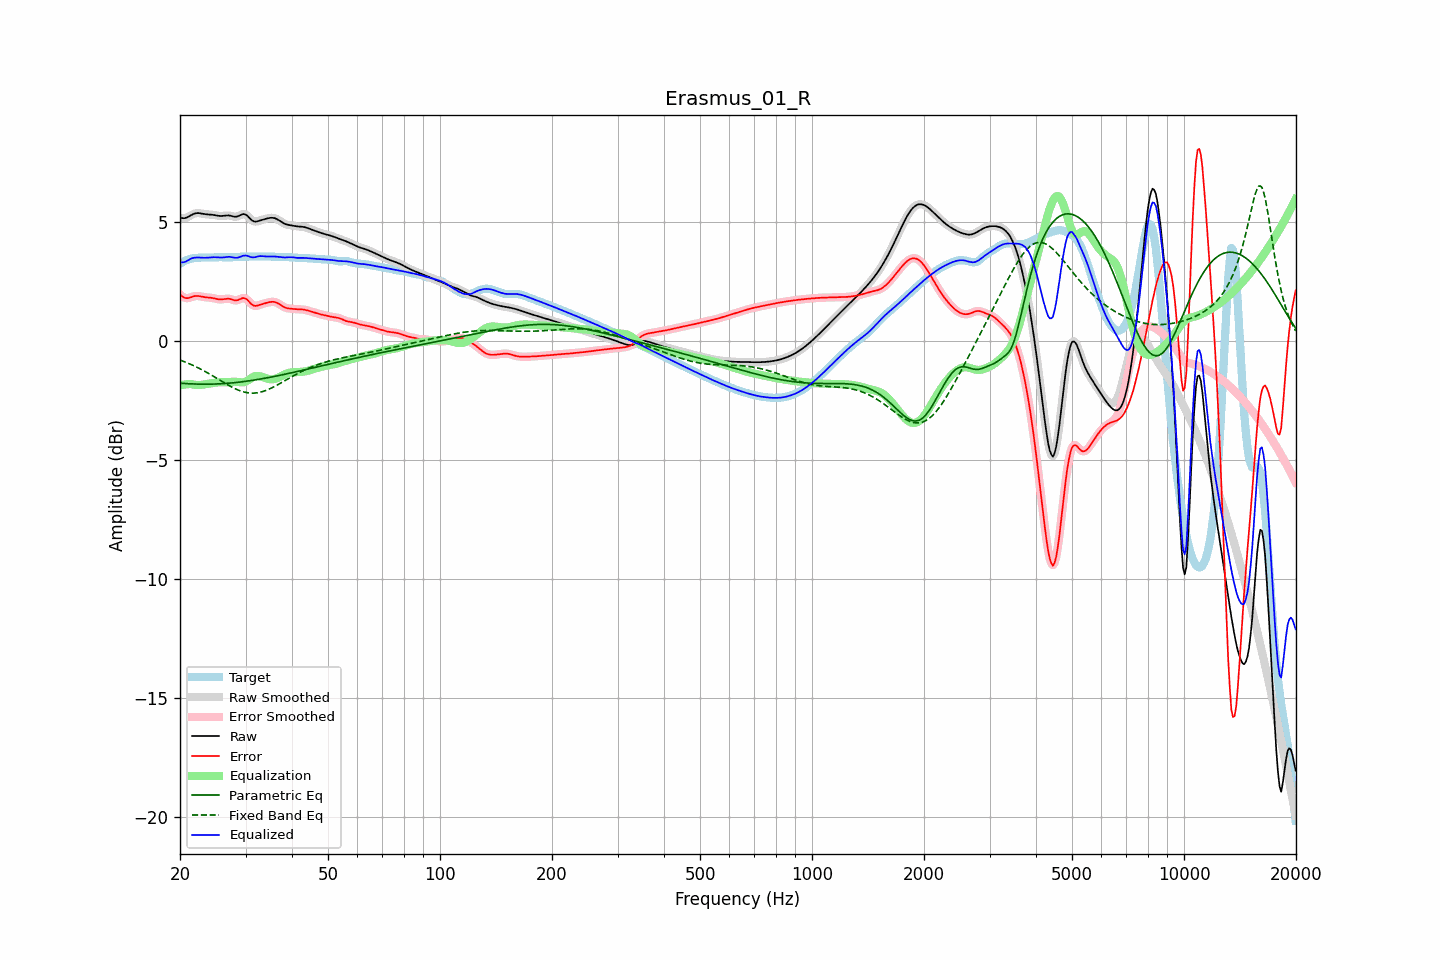 Erasmus_01_R
Amplitude (dBr)
5
0
−5
−10
−15
−20
Target
Raw Smoothed
Error Smoothed
Raw
Error
Equalization
Parametric Eq
Fixed Band Eq
Equalized
20 50 100 200 500 1000 2000 5000 10000 20000
Frequency (Hz)